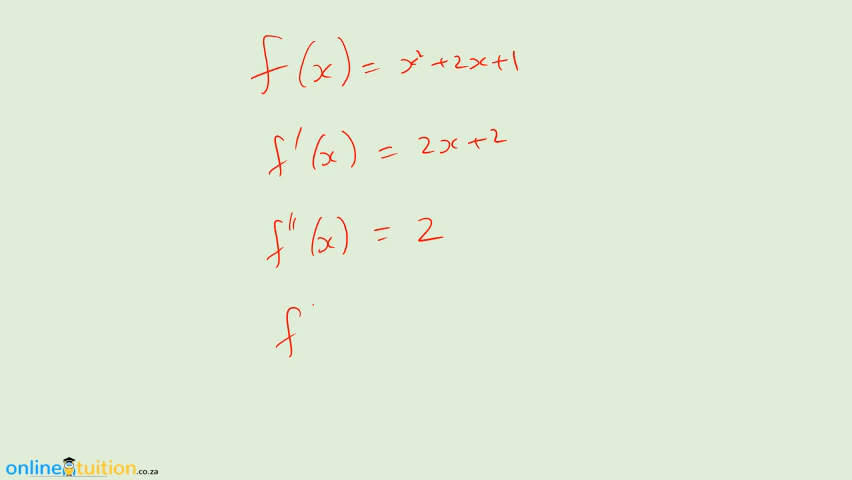 f(x) = x² + 2x + 1
f'(x) = 2x + 2
f''(x) = 2
f
onlinetuition.co.za